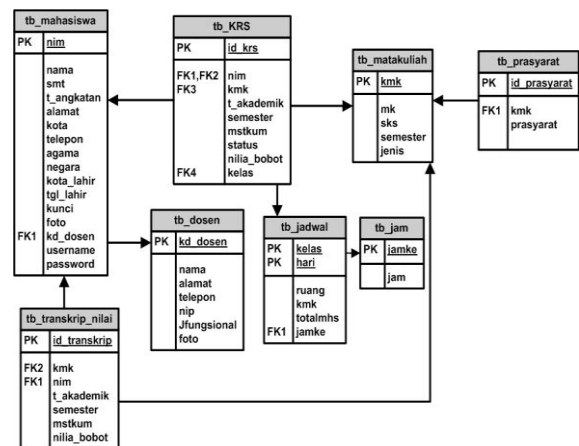 tb_mahasiswa
PK nim
nama
smt
t_angkatan
alamat
kota
telepon
agama
negara
kota_lahir
tgl_lahir
kunci
foto
FK1 kd_dosen
username
password
tb_KRS
PK id_krs
FK1,FK2 nim
FK3 kmk
t_akademik
semester
mstkum
status
nilia_bobot
FK4 kelas
tb_matakuliah
PK kmk
mk
sks
semester
jenis
tb_prasyarat
PK id_prasyarat
FK1 kmk
prasyarat
tb_dosen
PK kd_dosen
nama
alamat
telepon
nip
Jfungsional
foto
tb_jadwal
PK kelas
PK hari
ruang
kmk
totalmhs
FK1 jamke
tb_jam
PK jamke
jam
tb_transkrip_nilai
PK id_transkrip
FK2 kmk
FK1 nim
t_akademik
semester
mstkum
nilia_bobot